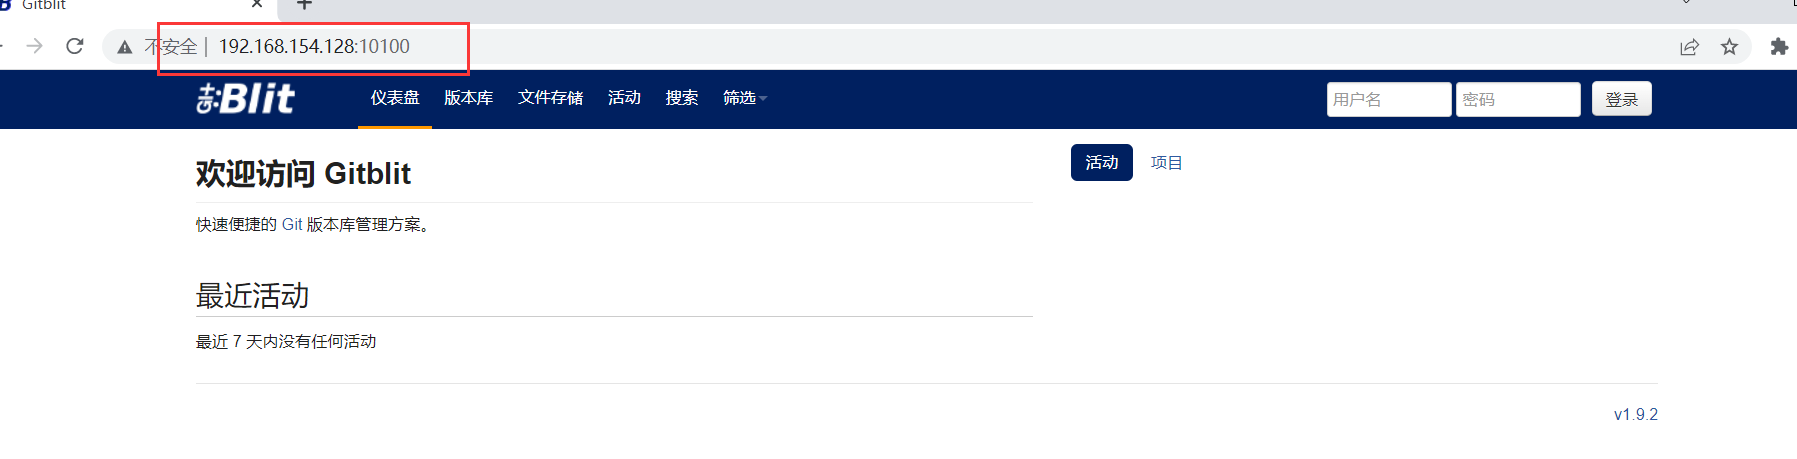 Gitblit
不安全 | 192.168.154.128:10100
Blit 仪表盘 版本库 文件存储 活动 搜索 筛选 用户名 密码 登录
活动 项目
欢迎访问 Gitblit
快速便捷的 Git 版本库管理方案。
最近活动
最近 7 天内没有任何活动
v1.9.2